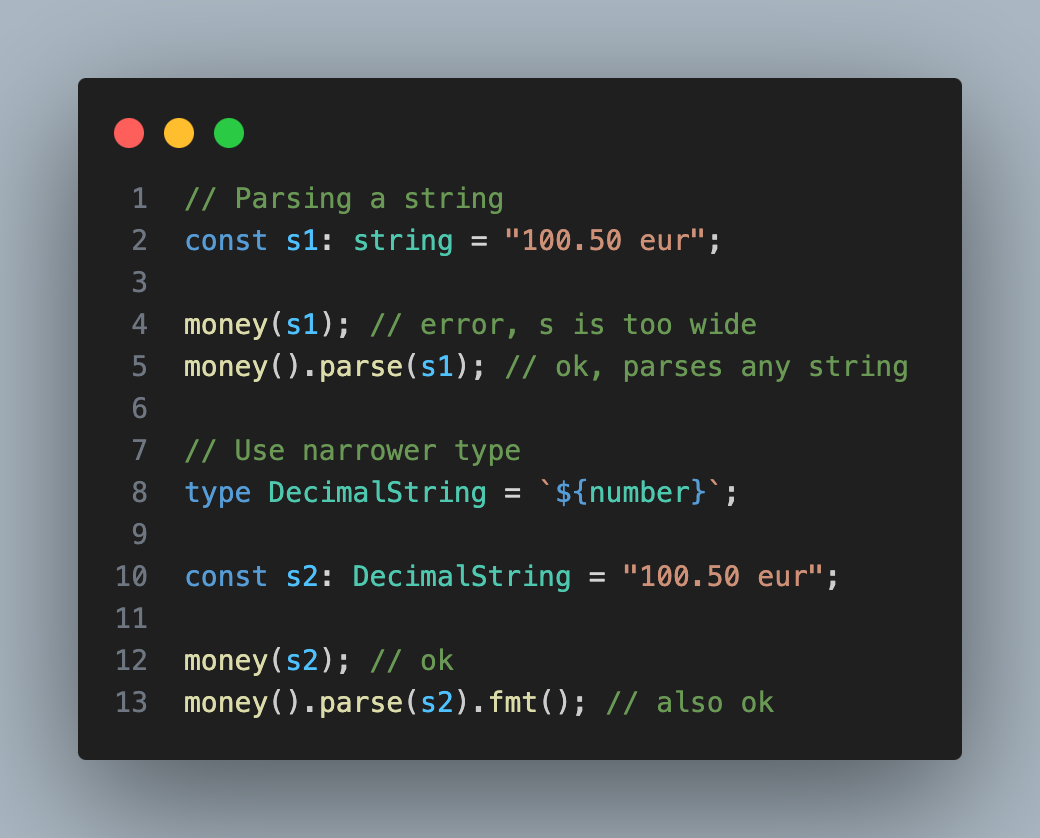 1 // Parsing a string
2 const s1: string = "100.50 eur";
3
4 money(s1); // error, s is too wide
5 money().parse(s1); // ok, parses any string
6
7 // Use narrower type
8 type DecimalString = `${number}`;
9
10 const s2: DecimalString = "100.50 eur";
11
12 money(s2); // ok
13 money().parse(s2).fmt(); // also ok